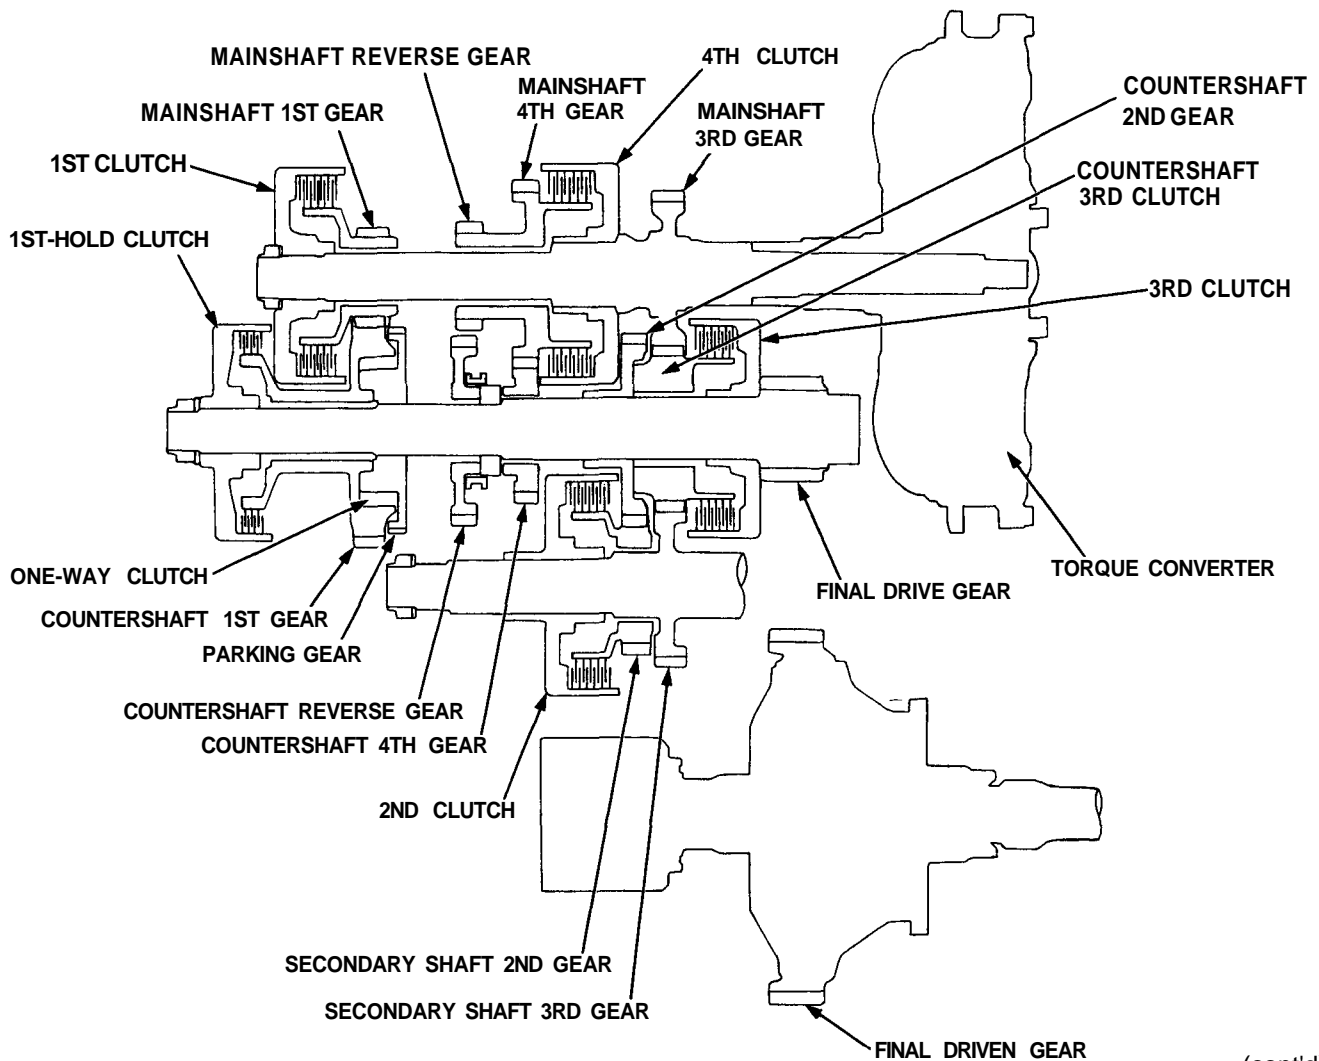 MAINSHAFT REVERSE GEAR
4TH CLUTCH
COUNTERSHAFT
2ND GEAR
MAINSHAFT
4TH GEAR
MAINSHAFT 1ST GEAR
MAINSHAFT
3RD GEAR
1ST CLUTCH
COUNTERSHAFT
3RD CLUTCH
1ST-HOLD CLUTCH
3RD CLUTCH
ONE-WAY CLUTCH
TORQUE CONVERTER
FINAL DRIVE GEAR
COUNTERSHAFT 1ST GEAR
PARKING GEAR
COUNTERSHAFT REVERSE GEAR
COUNTERSHAFT 4TH GEAR
2ND CLUTCH
SECONDARY SHAFT 2ND GEAR
SECONDARY SHAFT 3RD GEAR
FINAL DRIVEN GEAR